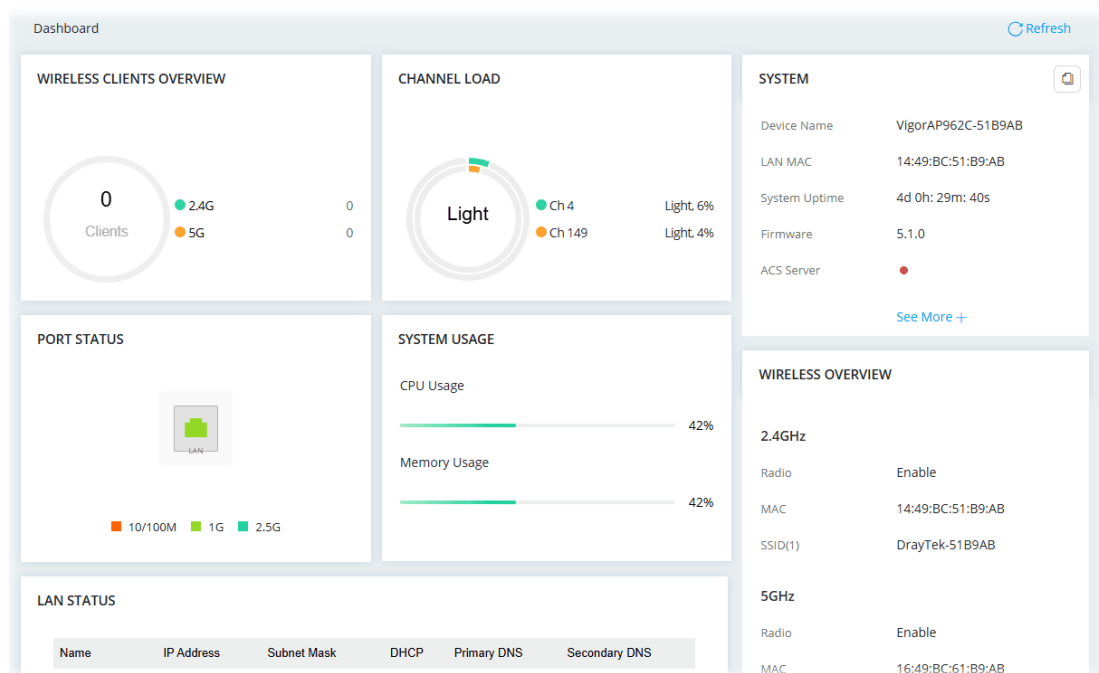 Dashboard
Refresh
WIRELESS CLIENTS OVERVIEW
0
Clients
2.4G 0
5G 0
CHANNEL LOAD
Light
Ch 4 Light, 6%
Ch 149 Light, 4%
SYSTEM
Device Name VigorAP962C-51B9AB
LAN MAC 14:49:BC:51:B9:AB
System Uptime 4d 0h: 29m: 40s
Firmware 5.1.0
ACS Server
See More +
PORT STATUS
LAN
10/100M 1G 2.5G
SYSTEM USAGE
CPU Usage
42%
Memory Usage
42%
WIRELESS OVERVIEW
2.4GHz
Radio Enable
MAC 14:49:BC:51:B9:AB
SSID(1) DrayTek-51B9AB
5GHz
Radio Enable
MAC 16:49:BC:61:B9:AB
LAN STATUS
Name IP Address Subnet Mask DHCP Primary DNS Secondary DNS